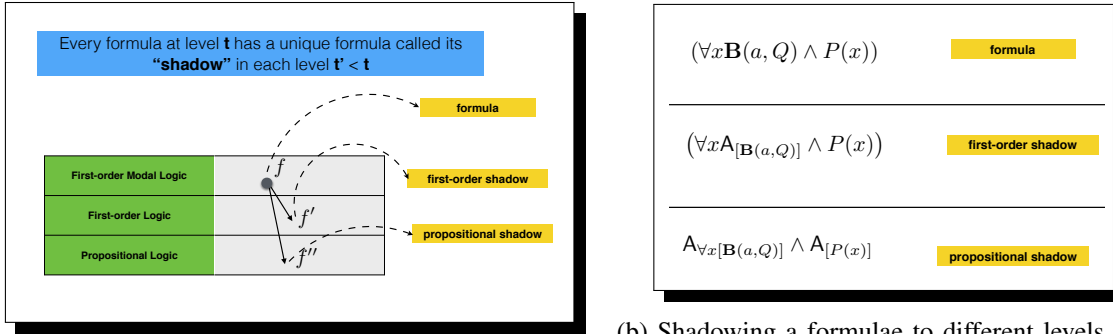 Every formula at level t has a unique formula called its
“shadow” in each level t' < t
formula
f
First-order Modal Logic
first-order shadow
First-order Logic
f′
propositional shadow
Propositional Logic
f′′
(∀xB(a, Q) ∧ P(x))
formula
(∀xA[B(a,Q)] ∧ P(x))
first-order shadow
A∀x[B(a,Q)] ∧ A[P(x)]
propositional shadow
(b) Shadowing a formulae to different levels